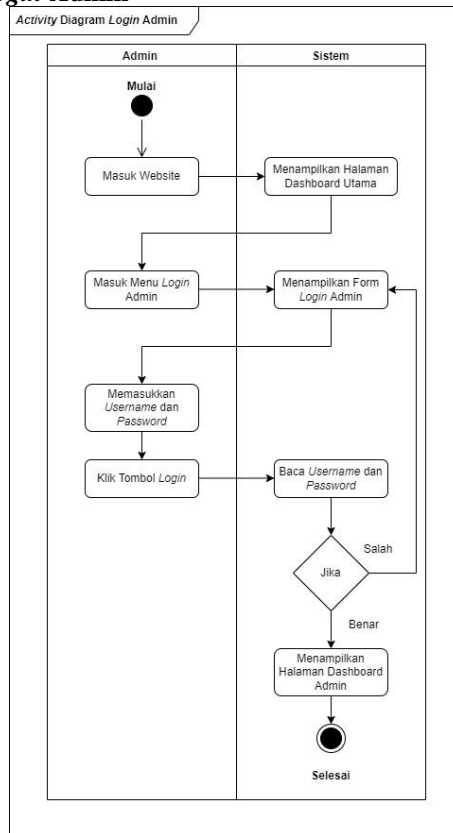 Activity Diagram Login Admin
Admin
Sistem
Mulai
Masuk Website
Menampilkan Halaman
Dashboard Utama
Masuk Menu Login
Admin
Menampilkan Form
Login Admin
Memasukkan
Username dan
Password
Klik Tombol Login
Baca Username dan
Password
Jika
Salah
Benar
Menampilkan
Halaman Dashboard
Admin
Selesai